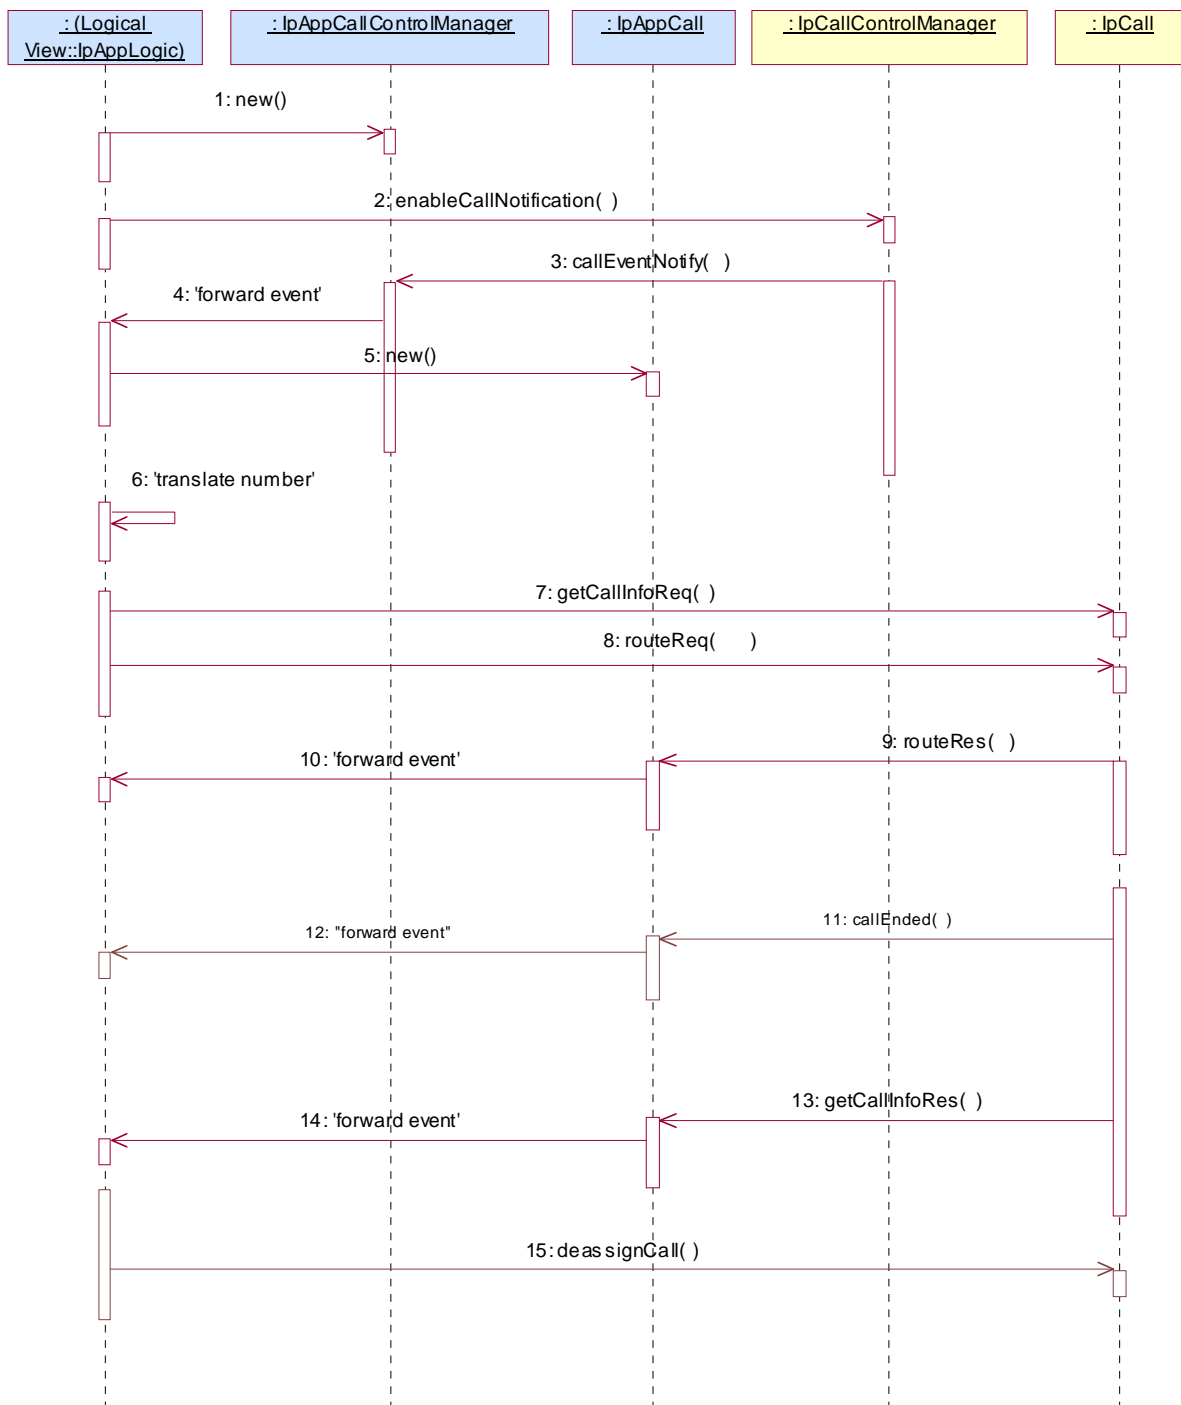 : (Logical
View::IpAppLogic)
: IpAppCallControlManager
: IpAppCall
: IpCallControlManager
: IpCall
1: new()
2: enableCallNotification( )
3: callEventNotify( )
4: 'forward event'
5: new()
6: 'translate number'
7: getCallInfoReq( )
8: routeReq( )
9: routeRes( )
10: 'forward event'
11: callEnded( )
12: "forward event"
13: getCallInfoRes( )
14: 'forward event'
15: deassignCall( )